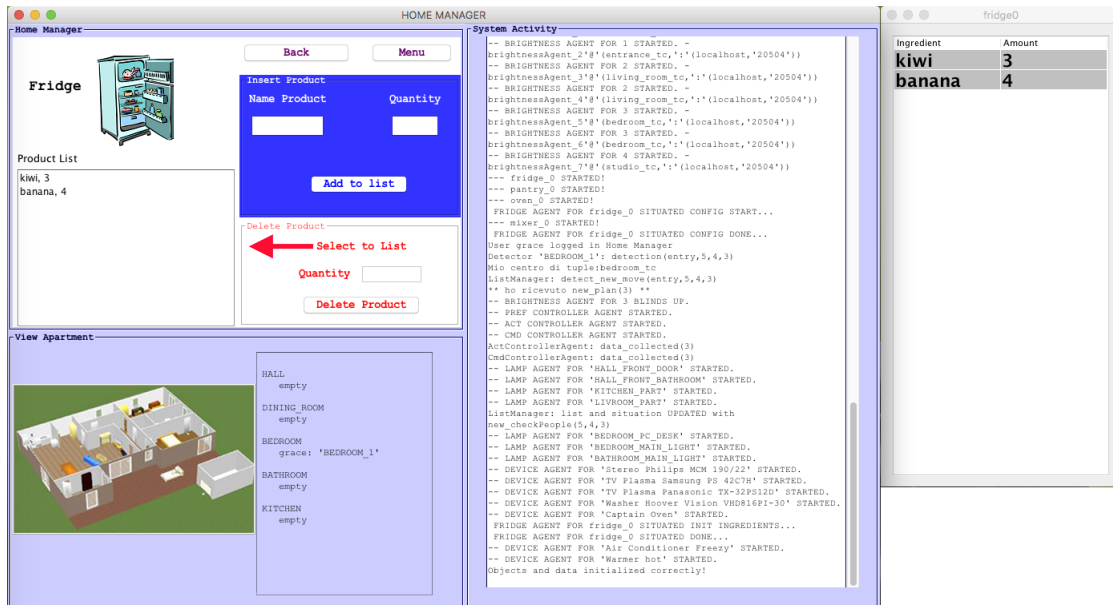 HOME MANAGER
Home Manager
Back
Menu
Fridge
Insert Product
Name Product
Quantity
Add to list
Product List
kiwi, 3
banana, 4
Delete Product
Select to List
Quantity
Delete Product
View Apartment
HALL
empty
DINING_ROOM
empty
BEDROOM
grace: 'BEDROOM_1'
BATHROOM
empty
KITCHEN
empty
System Activity
-- BRIGHTNESS AGENT FOR 1 STARTED. -
brightnessAgent_2'@'(entrance_tc,':'(localhost,'20504'))
-- BRIGHTNESS AGENT FOR 2 STARTED. -
brightnessAgent_3'@'(living_room_tc,':'(localhost,'20504'))
-- BRIGHTNESS AGENT FOR 2 STARTED. -
brightnessAgent_4'@'(living_room_tc,':'(localhost,'20504'))
-- BRIGHTNESS AGENT FOR 3 STARTED. -
brightnessAgent_5'@'(bedroom_tc,':'(localhost,'20504'))
-- BRIGHTNESS AGENT FOR 3 STARTED. -
brightnessAgent_6'@'(bedroom_tc,':'(localhost,'20504'))
-- BRIGHTNESS AGENT FOR 4 STARTED. -
brightnessAgent_7'@'(studio_tc,':'(localhost,'20504'))
--- fridge_0 STARTED!
--- pantry_0 STARTED!
--- oven_0 STARTED!
FRIDGE AGENT FOR fridge_0 SITUATED CONFIG START...
--- mixer_0 STARTED!
FRIDGE AGENT FOR fridge_0 SITUATED CONFIG DONE...
User grace logged in Home Manager
Detector 'BEDROOM_1': detection(entry,5,4,3)
Mio centro di tuple:bedroom_tc
ListManager: detect_new_move(entry,5,4,3)
** ho ricevuto new_plan(3) **
-- BRIGHTNESS AGENT FOR 3 BLINDS UP.
-- PREF CONTROLLER AGENT STARTED.
-- ACT CONTROLLER AGENT STARTED.
-- CMD CONTROLLER AGENT STARTED.
ActControllerAgent: data_collected(3)
CmdControllerAgent: data_collected(3)
-- LAMP AGENT FOR 'HALL_FRONT_DOOR' STARTED.
-- LAMP AGENT FOR 'HALL_FRONT_BATHROOM' STARTED.
-- LAMP AGENT FOR 'KITCHEN_PART' STARTED.
-- LAMP AGENT FOR 'LIVROOM_PART' STARTED.
ListManager: list and situation UPDATED with
new_checkPeople(5,4,3)
-- LAMP AGENT FOR 'BEDROOM_PC_DESK' STARTED.
-- LAMP AGENT FOR 'BEDROOM_MAIN_LIGHT' STARTED.
-- LAMP AGENT FOR 'BATHROOM_MAIN_LIGHT' STARTED.
-- DEVICE AGENT FOR 'Stereo Philips MCM 190/22' STARTED.
-- DEVICE AGENT FOR 'TV Plasma Samsung PS 42C7H' STARTED.
-- DEVICE AGENT FOR 'TV Plasma Panasonic TX-32PS12D' STARTED.
-- DEVICE AGENT FOR 'Washer Hoover Vision VHD816PI-30' STARTED.
-- DEVICE AGENT FOR 'Captain Oven' STARTED.
FRIDGE AGENT FOR fridge_0 SITUATED INIT INGREDIENTS...
FRIDGE AGENT FOR fridge_0 SITUATED DONE...
-- DEVICE AGENT FOR 'Air Conditioner Freezy' STARTED.
-- DEVICE AGENT FOR 'Warmer hot' STARTED.
Objects and data initialized correctly!
fridge0
Ingredient Amount
kiwi 3
banana 4